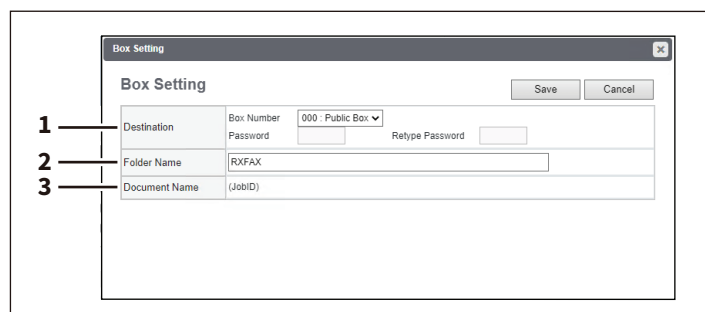 Box Setting
Box Setting
Save Cancel
1 Destination Box Number 000 : Public Box
Password Retype Password
2 Folder Name RXFAX
3 Document Name (JobID)